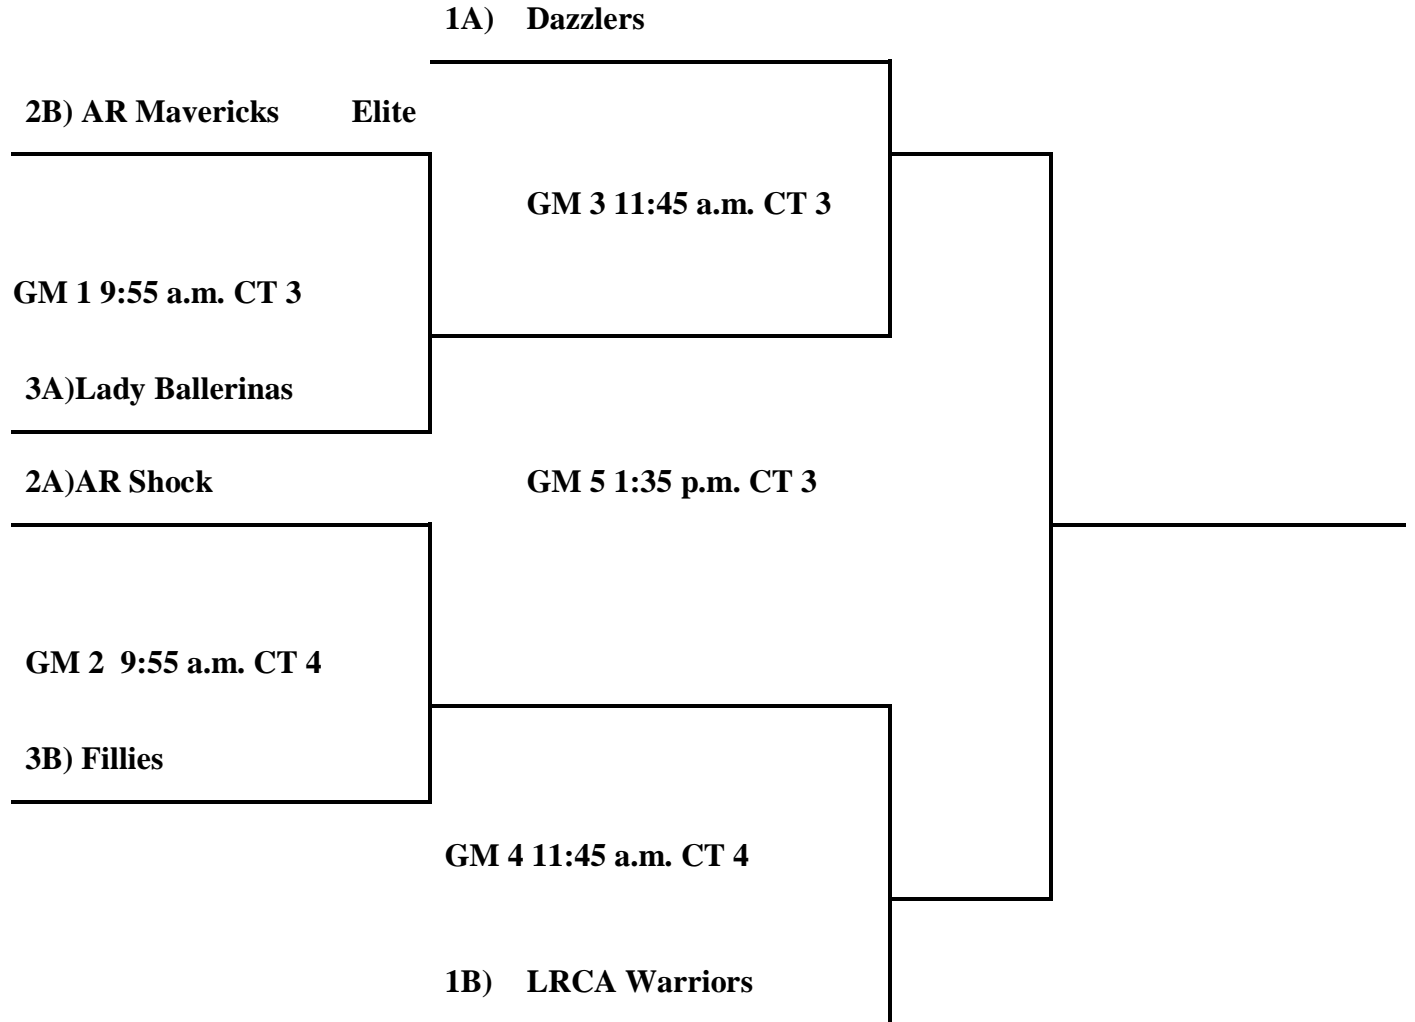 1A) Dazzlers
2B) AR Mavericks Elite
GM 3 11:45 a.m. CT 3
GM 1 9:55 a.m. CT 3
3A)Lady Ballerinas
2A)AR Shock
GM 5 1:35 p.m. CT 3
GM 2 9:55 a.m. CT 4
3B) Fillies
GM 4 11:45 a.m. CT 4
1B) LRCA Warriors